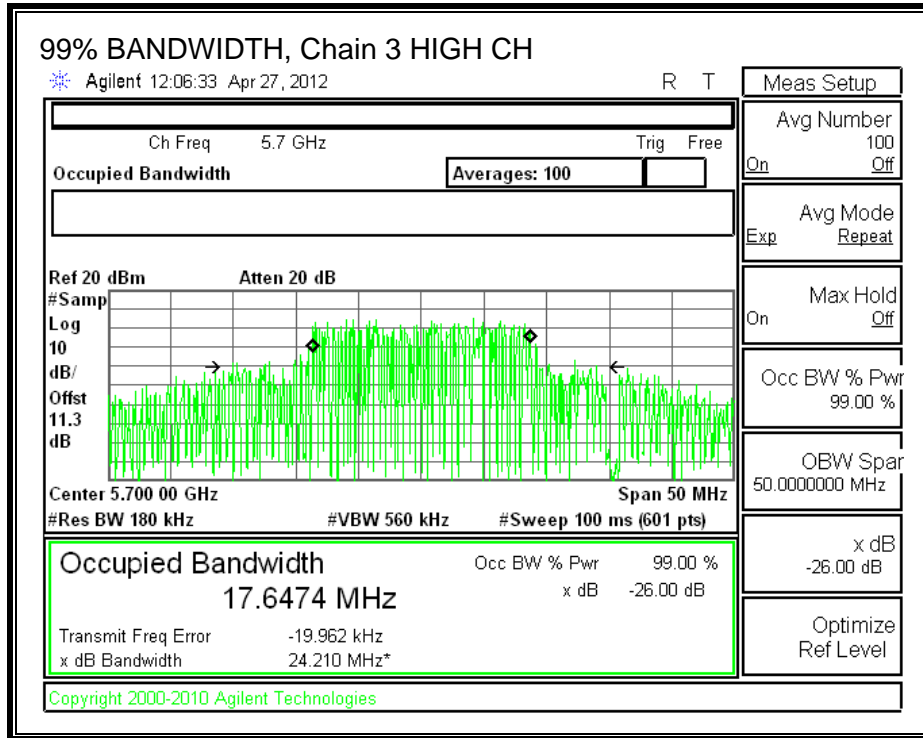 99% BANDWIDTH, Chain 3 HIGH CH
Agilent 12:06:33 Apr 27, 2012 R T
Ch Freq 5.7 GHz Trig Free
Occupied Bandwidth Averages: 100
Ref 20 dBm Atten 20 dB
#Samp
Log
10
dB/
Offst
11.3
dB
Center 5.700 00 GHz Span 50 MHz
#Res BW 180 kHz #VBW 560 kHz #Sweep 100 ms (601 pts)
Occupied Bandwidth Occ BW % Pwr 99.00 %
17.6474 MHz x dB -26.00 dB
Transmit Freq Error -19.962 kHz
x dB Bandwidth 24.210 MHz*
Copyright 2000-2010 Agilent Technologies
Meas Setup
Avg Number
100
On Off
Avg Mode
Exp Repeat
Max Hold
On Off
Occ BW % Pwr
99.00 %
OBW Span
50.0000000 MHz
x dB
-26.00 dB
Optimize
Ref Level